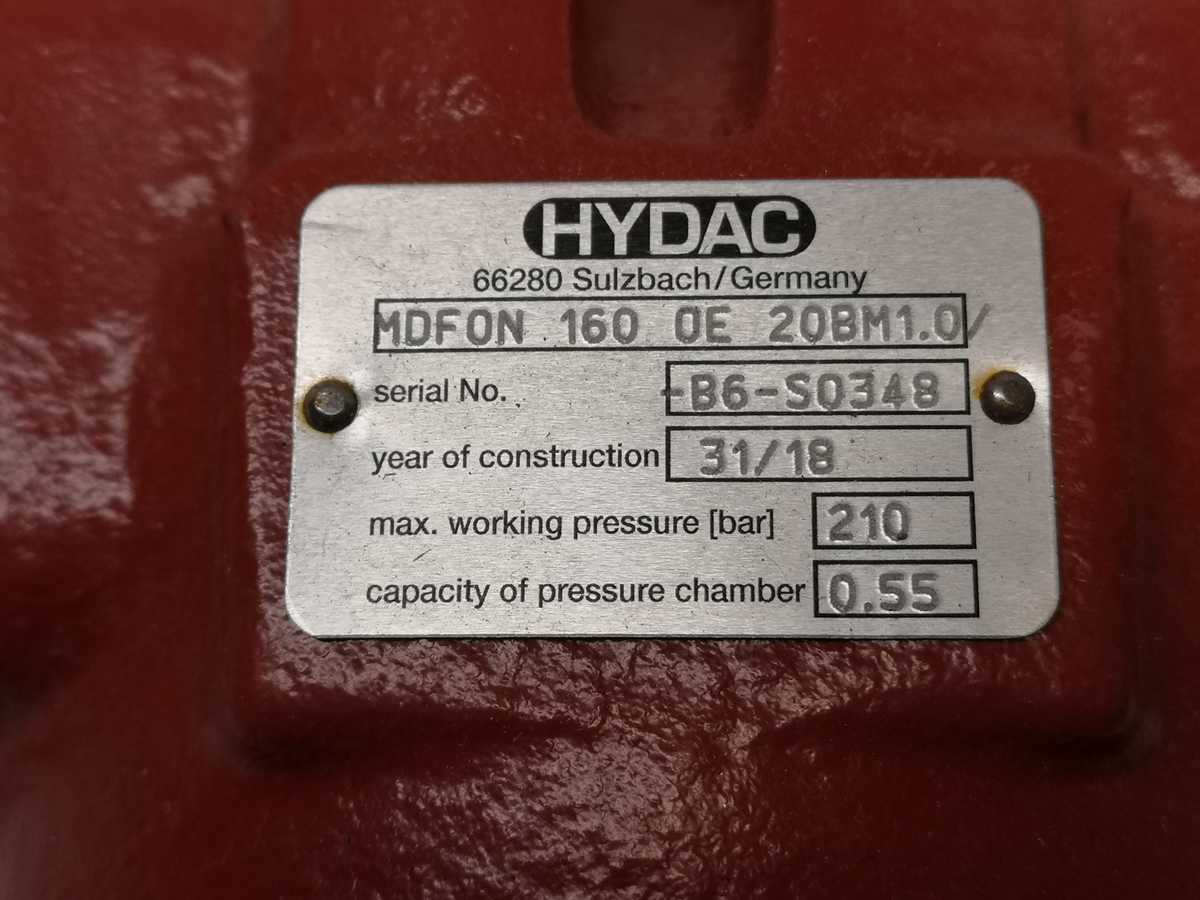 HYDAC
66280 Sulzbach/Germany
MDFON 160 OE 20BM1.0/
serial No. -B6-S0348
year of construction 31/18
max. working pressure [bar] 210
capacity of pressure chamber 0.55